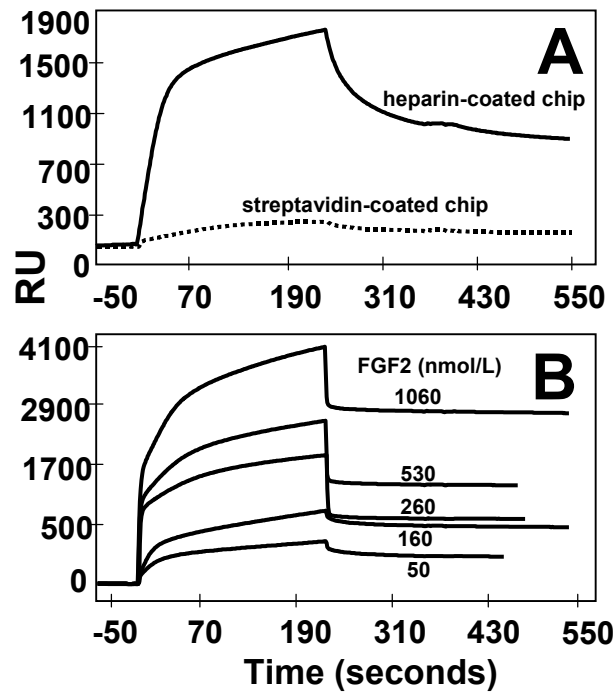 A
1900
1500
1100
700
300
0
heparin-coated chip
streptavidin-coated chip
-50 70 190 310 430 550
RU
B
4100
2900
1700
500
0
FGF2 (nmol/L)
1060
530
260
160
50
-50 70 190 310 430 550
Time (seconds)